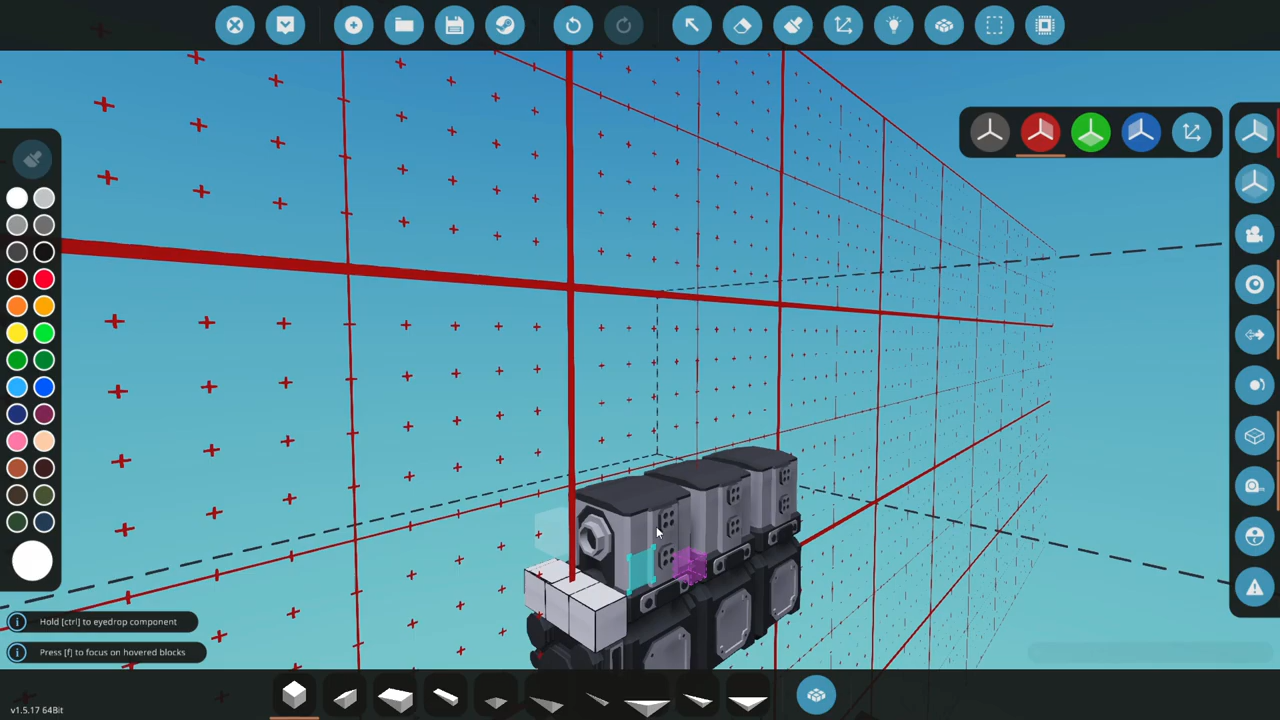 Hold [ctrl] to eyedrop component
Press [f] to focus on hovered blocks
v1.5.17 64Bit